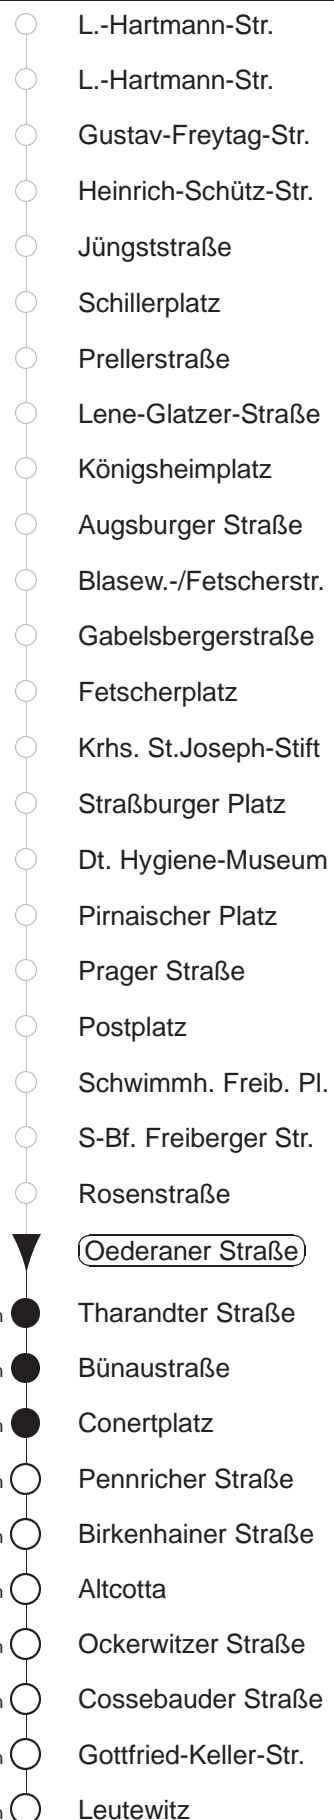 L.-Hartmann-Str.
L.-Hartmann-Str.
Gustav-Freytag-Str.
Heinrich-Schütz-Str.
Jüngststraße
Schillerplatz
Prellerstraße
Lene-Glatzer-Straße
Königsheimplatz
Augsburger Straße
Blasew.-/Fetscherstr.
Gabelsbergerstraße
Fetscherplatz
Krhs. St.Joseph-Stift
Straßburger Platz
Dt. Hygiene-Museum
Pirnaischer Platz
Prager Straße
Postplatz
Schwimmh. Freib. Pl.
S-Bf. Freiberger Str.
Rosenstraße
Oederaner Straße
Tharandter Straße
Bünaustraße
Conertplatz
Pennricher Straße
Birkenhainer Straße
Altcotta
Ockerwitzer Straße
Cossebauder Straße
Gottfried-Keller-Str.
Leutewitz